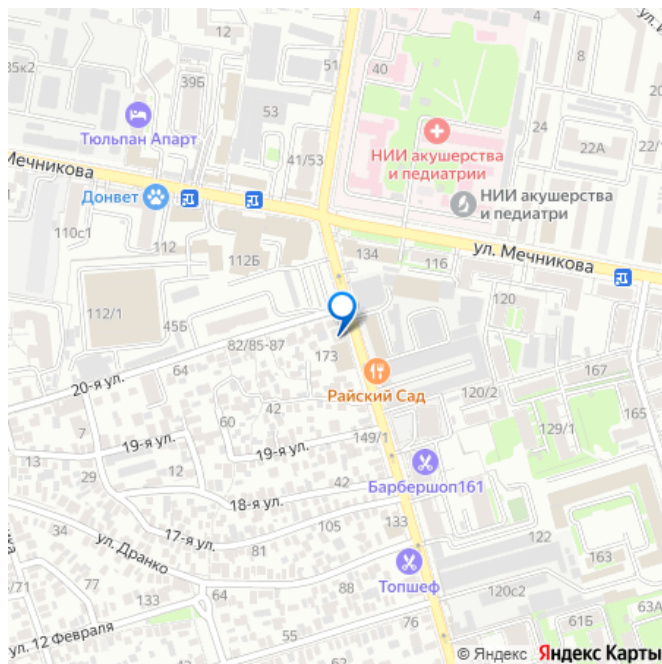 12
51
40
35к2
39Б
53
Тюльпан Апарт
24
22/1
22А
НИИ акушерства
и педиатрии
41/53
Мечникова
Донвет
НИИ акушерства
и педиатри
110с1
112
112Б
134
116
ул. Мечникова
120
112/1
45Б
82/85-87
173
20-я ул.
64
Райский Сад
167
120/2
165
42
60
7
19-я ул.
149/1
129/1
13
29
12
19-я ул.
42
Барбершоп161
18-я ул.
34
17-я ул.
105
133
ул. Дранко
81
122
163
Топшеф
77
88
120с2
71
133
64
63А
61Б
ул. 12 Февраля
55
76
© Яндекс Яндекс Карты